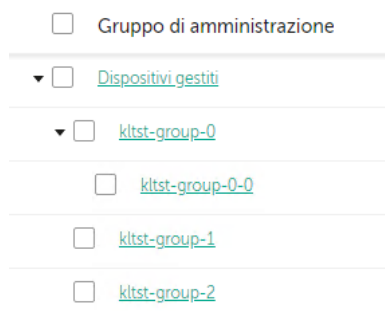 Gruppo di amministrazione
Dispositivi gestiti
kltst-group-0
kltst-group-0-0
kltst-group-1
kltst-group-2